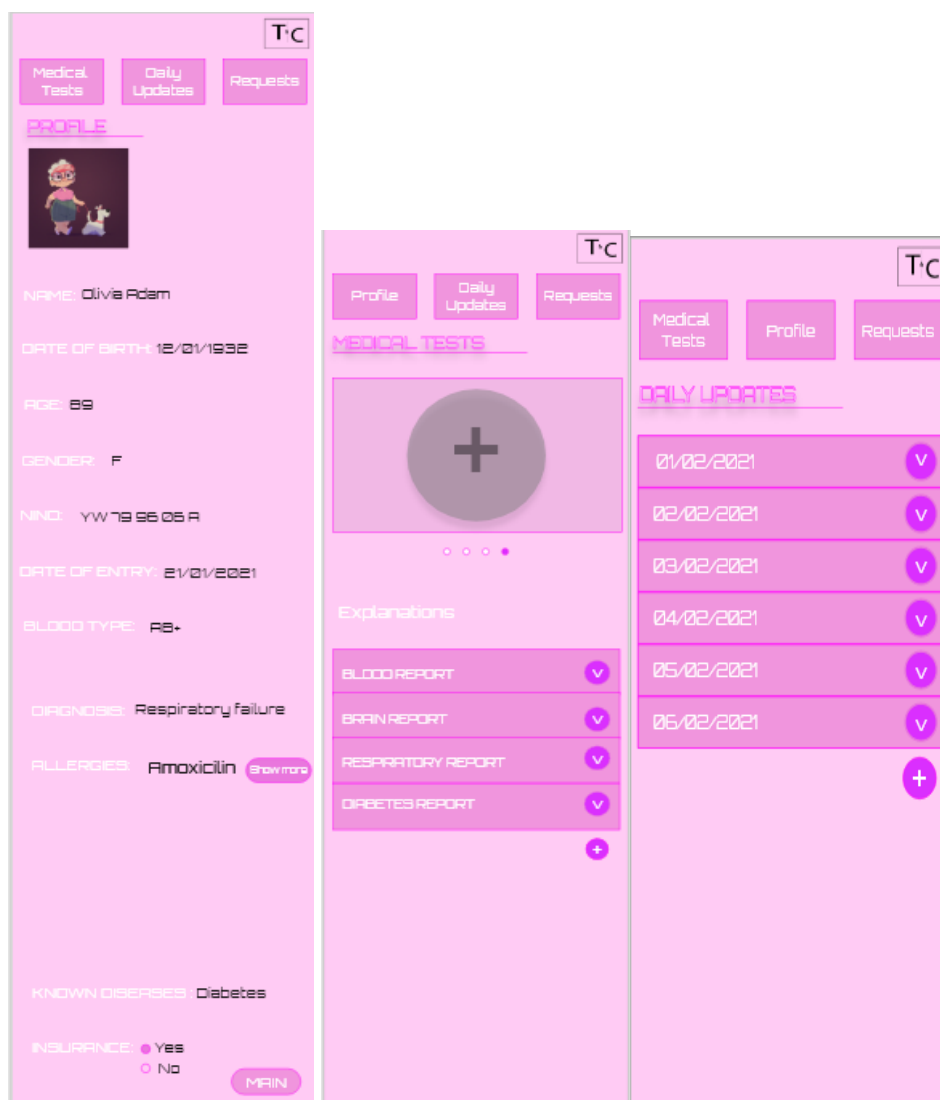 T·C
Medical Tests
Daily Updates
Requests
PROFILE
NAME: Olivia Adam
DATE OF BIRTH: 12/01/1932
AGE: 89
GENDER: F
NINO: YW 79 96 05 A
DATE OF ENTRY: 21/01/2021
BLOOD TYPE: AB+
DIAGNOSIS: Respiratory failure
ALLERGIES: Amoxicilin Show more
KNOWN DISEASES : Diabetes
INSURANCE: Yes
No
MAIN
T·C
Profile
Daily Updates
Requests
MEDICAL TESTS
+
Explanations
BLOOD REPORT V
BRAIN REPORT V
RESPIRATORY REPORT V
DIABETES REPORT V
+
T·C
Medical Tests
Profile
Requests
DAILY UPDATES
01/02/2021 V
02/02/2021 V
03/02/2021 V
04/02/2021 V
05/02/2021 V
06/02/2021 V
+